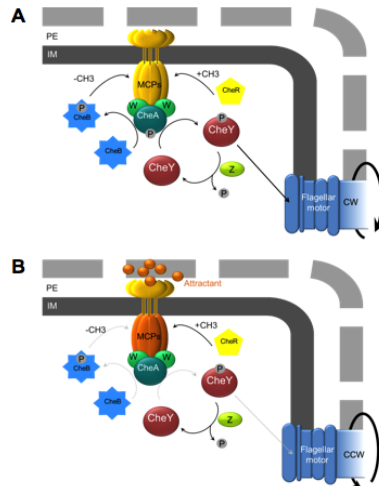 A
PE
IM
-CH3
+CH3
MCPs
CheR
P
CheB
W
W
CheA
P
P
CheY
CheB
CheY
Z
P
Flagellar
motor
CW
B
Attractant
PE
IM
-CH3
+CH3
MCPs
CheR
P
CheB
W
W
CheA
P
CheY
CheB
CheY
Z
P
Flagellar
motor
CCW